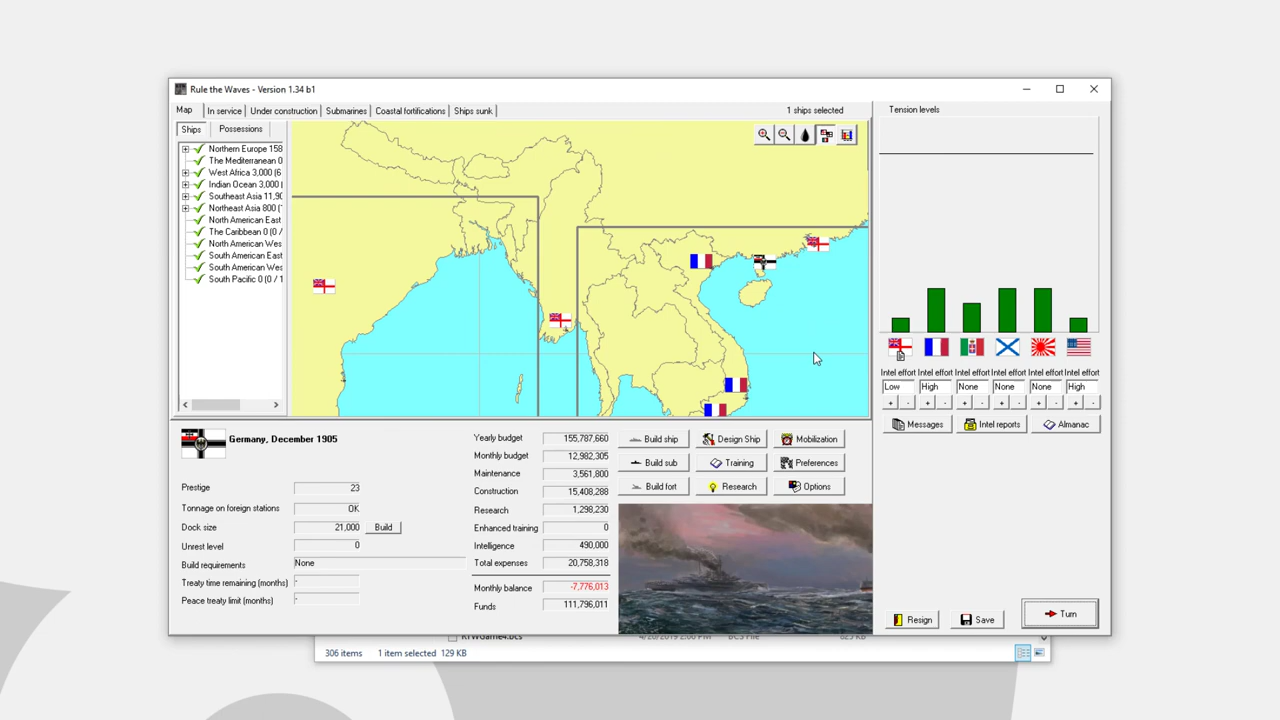 Rule the Waves - Version 1.34 b1
Map
In service
Under construction
Submarines
Coastal fortifications
Ships sunk
1 ships selected
Tension levels
Ships
Possessions
Northern Europe 158
The Mediterranean 0
West Africa 3,000 (6
Indian Ocean 3,000 (
Southeast Asia 11,90
Northeast Asia 800 (
North American East
The Caribbean 0 (0 /
North American Wes
South American East
South American Wes
South Pacific 0 (0 / 1
Intel effort Intel effort Intel effort Intel effort Intel effort Intel effort
Low High None None None High
+ - + - + - + - + - + -
Messages
Intel reports
Almanac
Germany, December 1905
Prestige 23
Tonnage on foreign stations OK
Dock size 21,000 Build
Unrest level 0
Build requirements None
Treaty time remaining (months) -
Peace treaty limit (months) -
Yearly budget 155,787,660
Monthly budget 12,982,305
Maintenance 3,561,800
Construction 15,408,288
Research 1,298,230
Enhanced training 0
Intelligence 490,000
Total expenses 20,758,318
Monthly balance -7,776,013
Funds 111,796,011
Build ship
Design Ship
Mobilization
Build sub
Training
Preferences
Build fort
Research
Options
Resign
Save
Turn
306 items 1 item selected 129 KB